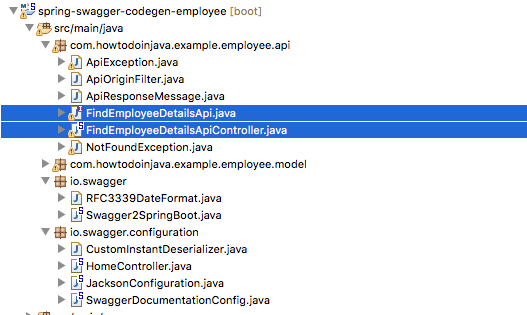 spring-swagger-codegen-employee [boot]
src/main/java
com.howtodoinjava.example.employee.api
ApiException.java
ApiOriginFilter.java
ApiResponseMessage.java
FindEmployeeDetailsApi.java
FindEmployeeDetailsApiController.java
NotFoundException.java
com.howtodoinjava.example.employee.model
io.swagger
RFC3339DateFormat.java
Swagger2SpringBoot.java
io.swagger.configuration
CustomInstantDeserializer.java
HomeController.java
JacksonConfiguration.java
SwaggerDocumentationConfig.java